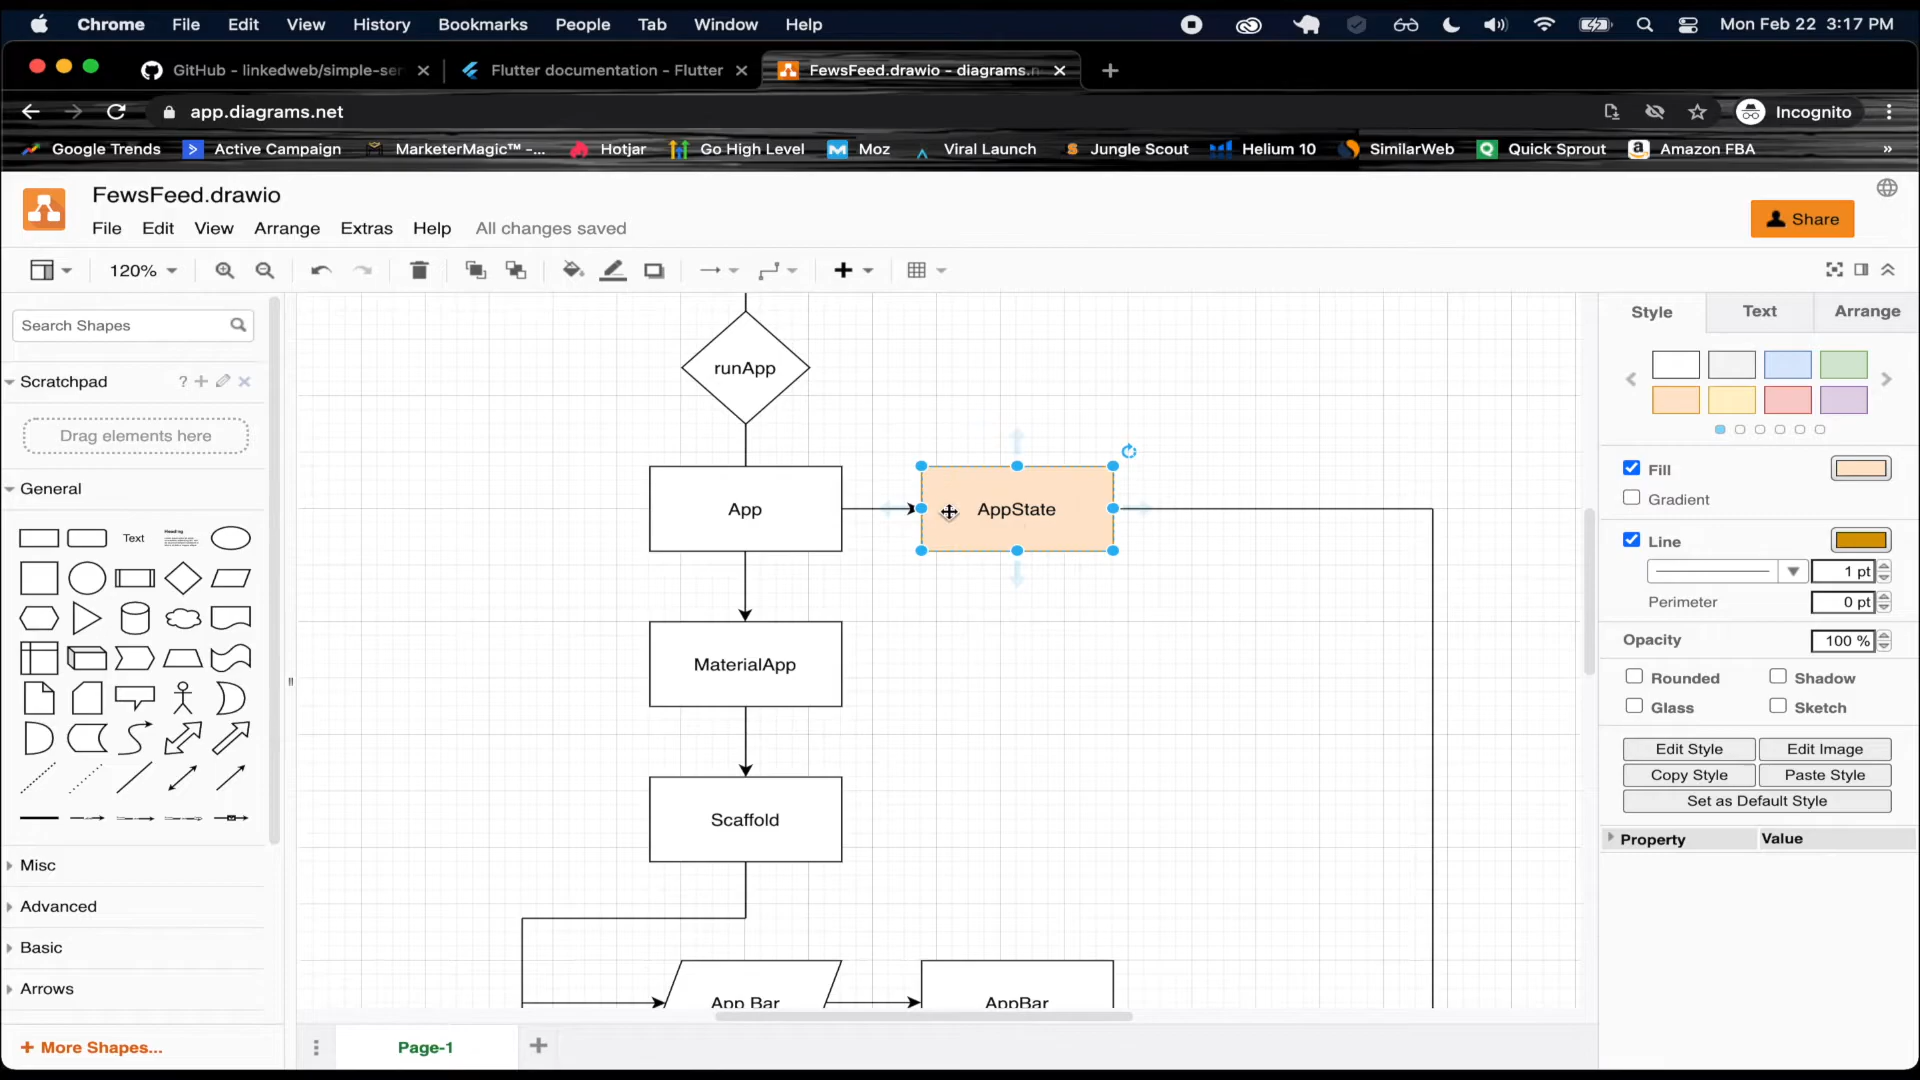 Chrome File Edit View History Bookmarks People Tab Window Help Mon Feb 22 3:17 PM
GitHub - linkedweb/simple-ser Flutter documentation - Flutter FewsFeed.drawio - diagrams.n
app.diagrams.net Incognito
Google Trends Active Campaign MarketerMagic™ -... Hotjar Go High Level Moz Viral Launch Jungle Scout Helium 10 SimilarWeb Quick Sprout Amazon FBA »
FewsFeed.drawio
File Edit View Arrange Extras Help All changes saved
Share
120%
Search Shapes
Style Text Arrange
Scratchpad ?
Drag elements here
General
Text
Heading
Misc
Advanced
Basic
Arrows
+ More Shapes...
runApp
App
AppState
MaterialApp
Scaffold
App Bar
AppBar
Page-1
Fill
Gradient
Line
1 pt
Perimeter 0 pt
Opacity 100 %
Rounded Shadow
Glass Sketch
Edit Style Edit Image
Copy Style Paste Style
Set as Default Style
Property Value